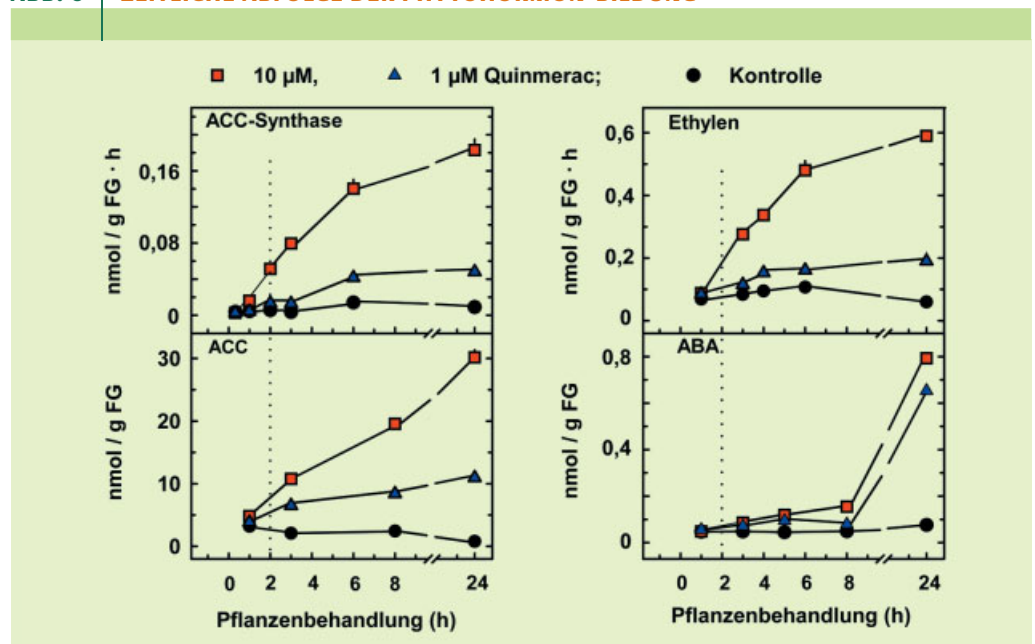 10 µM, 1 µM Quinmerac; Kontrolle
ACC-Synthase
nmol / g FG · h
0,16
0,08
0
Ethylen
nmol / g FG · h
0,6
0,4
0,2
0
ACC
nmol / g FG
30
20
10
0
0 2 4 6 8 24
Pflanzenbehandlung (h)
ABA
nmol / g FG
0,8
0,4
0
0 2 4 6 8 24
Pflanzenbehandlung (h)